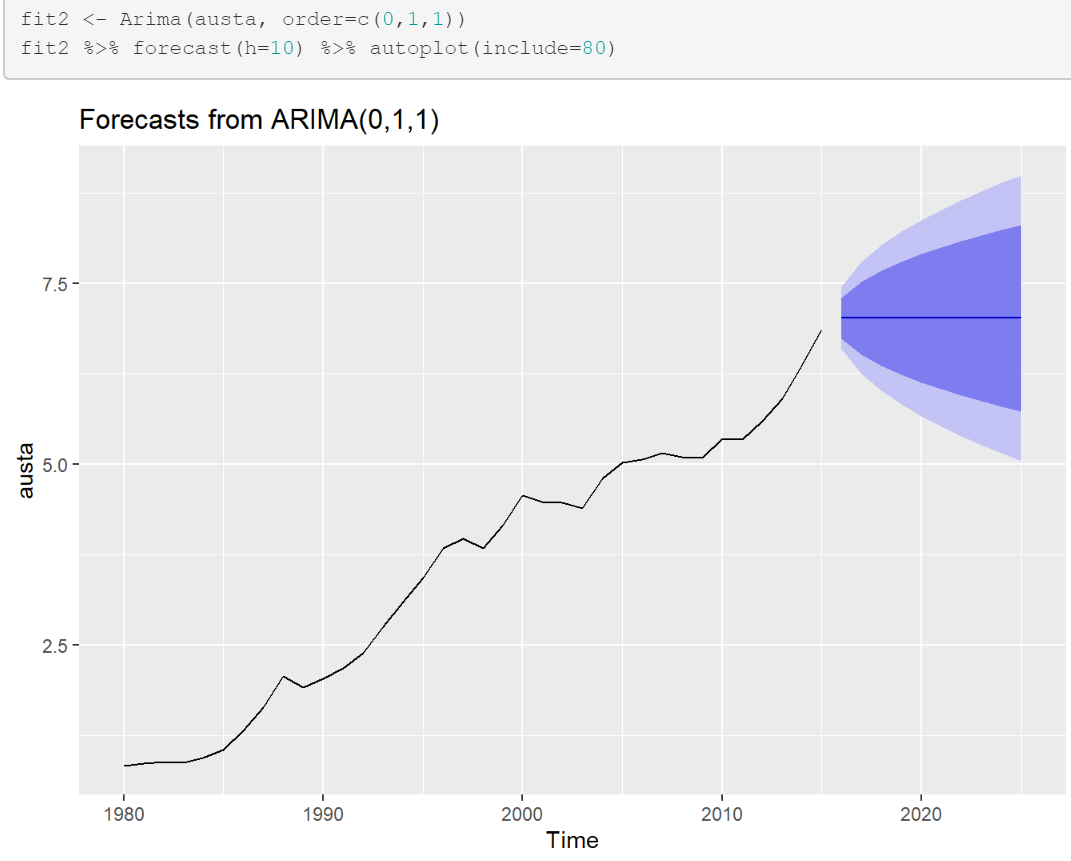 fit2 <- Arima(austa, order=c(0,1,1))
fit2 %>% forecast(h=10) %>% autoplot(include=80)
Forecasts from ARIMA(0,1,1)
7.5
5.0
2.5
austa
1980 1990 2000 2010 2020
Time